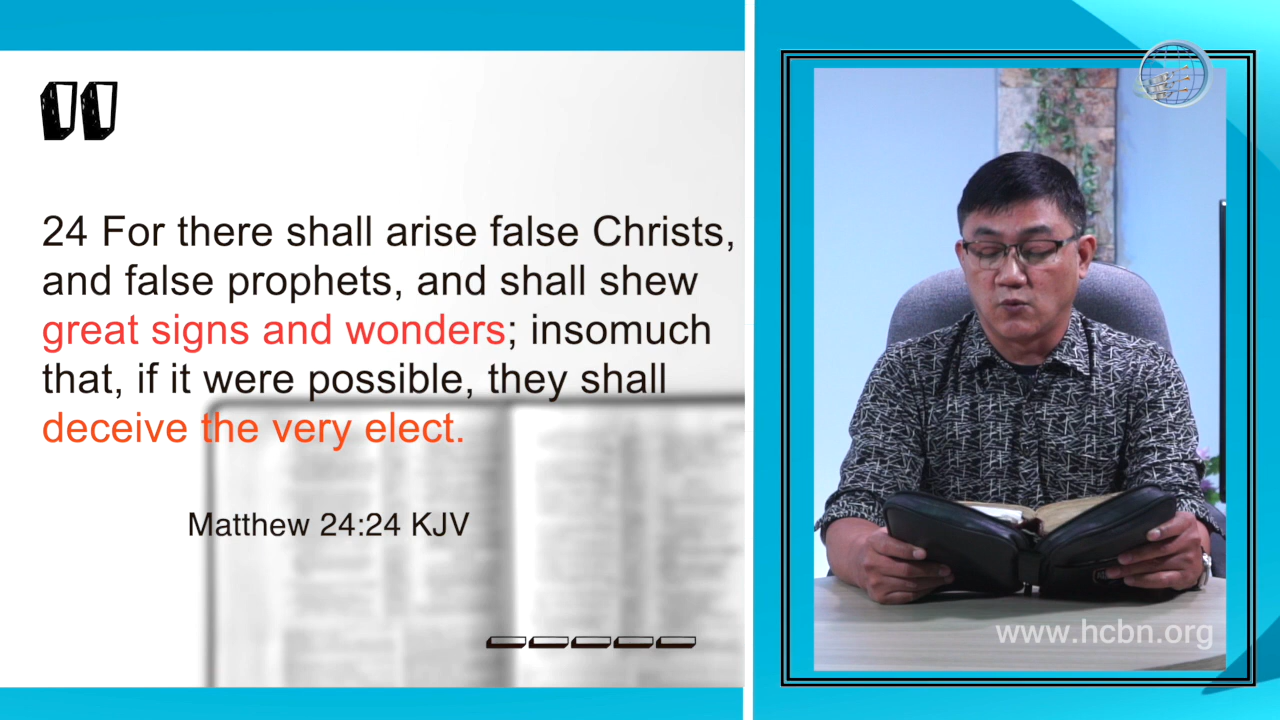 24 For there shall arise false Christs,
and false prophets, and shall shew
great signs and wonders; insomuch
that, if it were possible, they shall
deceive the very elect.
Matthew 24:24 KJV
www.hcbn.org